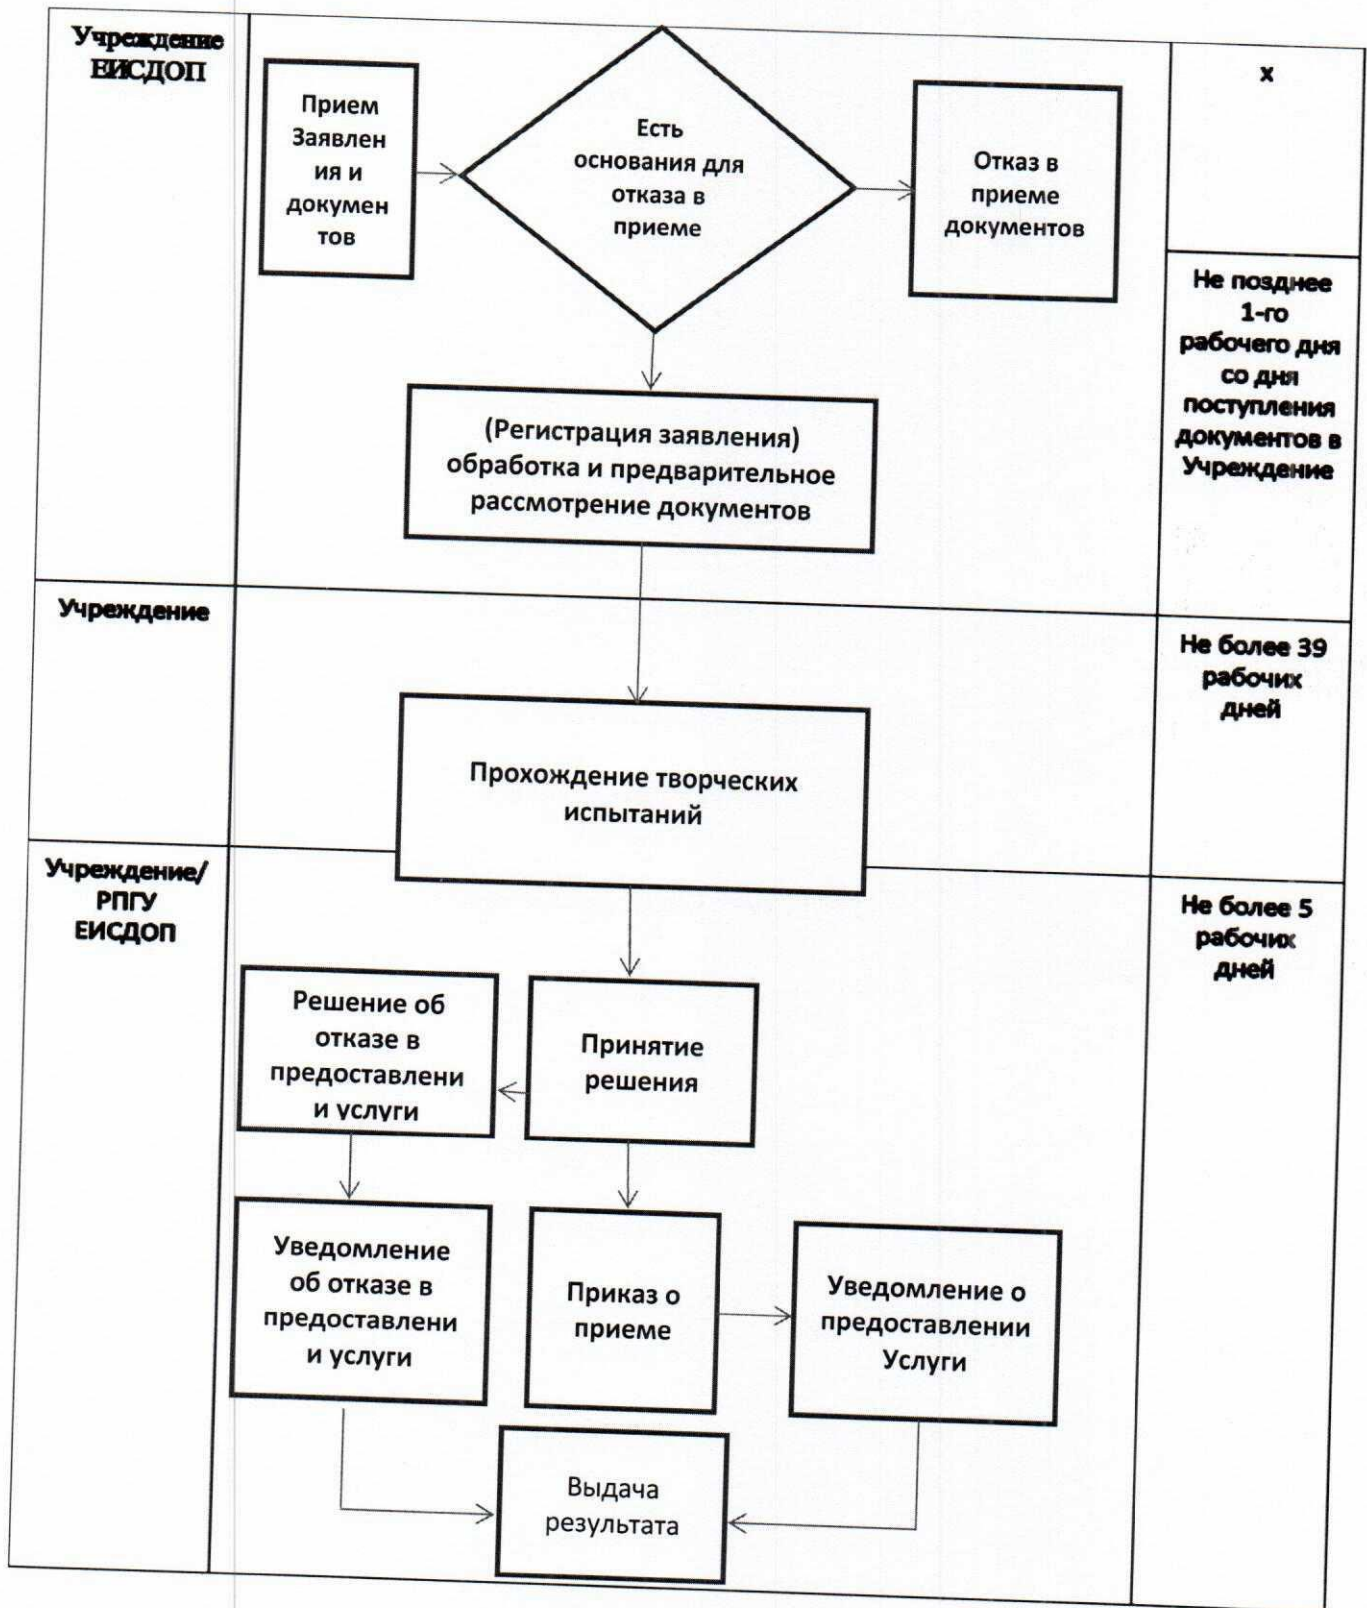 Учреждение
ЕИСДОП
Прием
Заявлен
ия и
докумен
тов
Есть
основания для
отказа в
приеме
Отказ в
приеме
документов
х
Не позднее
1-го
рабочего дня
со дня
поступления
документов в
Учреждение
(Регистрация заявления)
обработка и предварительное
рассмотрение документов
Учреждение
Не более 39
рабочих
дней
Прохождение творческих
испытаний
Учреждение/
РПГУ
ЕИСДОП
Не более 5
рабочих
дней
Решение об
отказе в
предоставлени
и услуги
Принятие
решения
Уведомление
об отказе в
предоставлени
и услуги
Приказ о
приеме
Уведомление о
предоставлении
Услуги
Выдача
результата